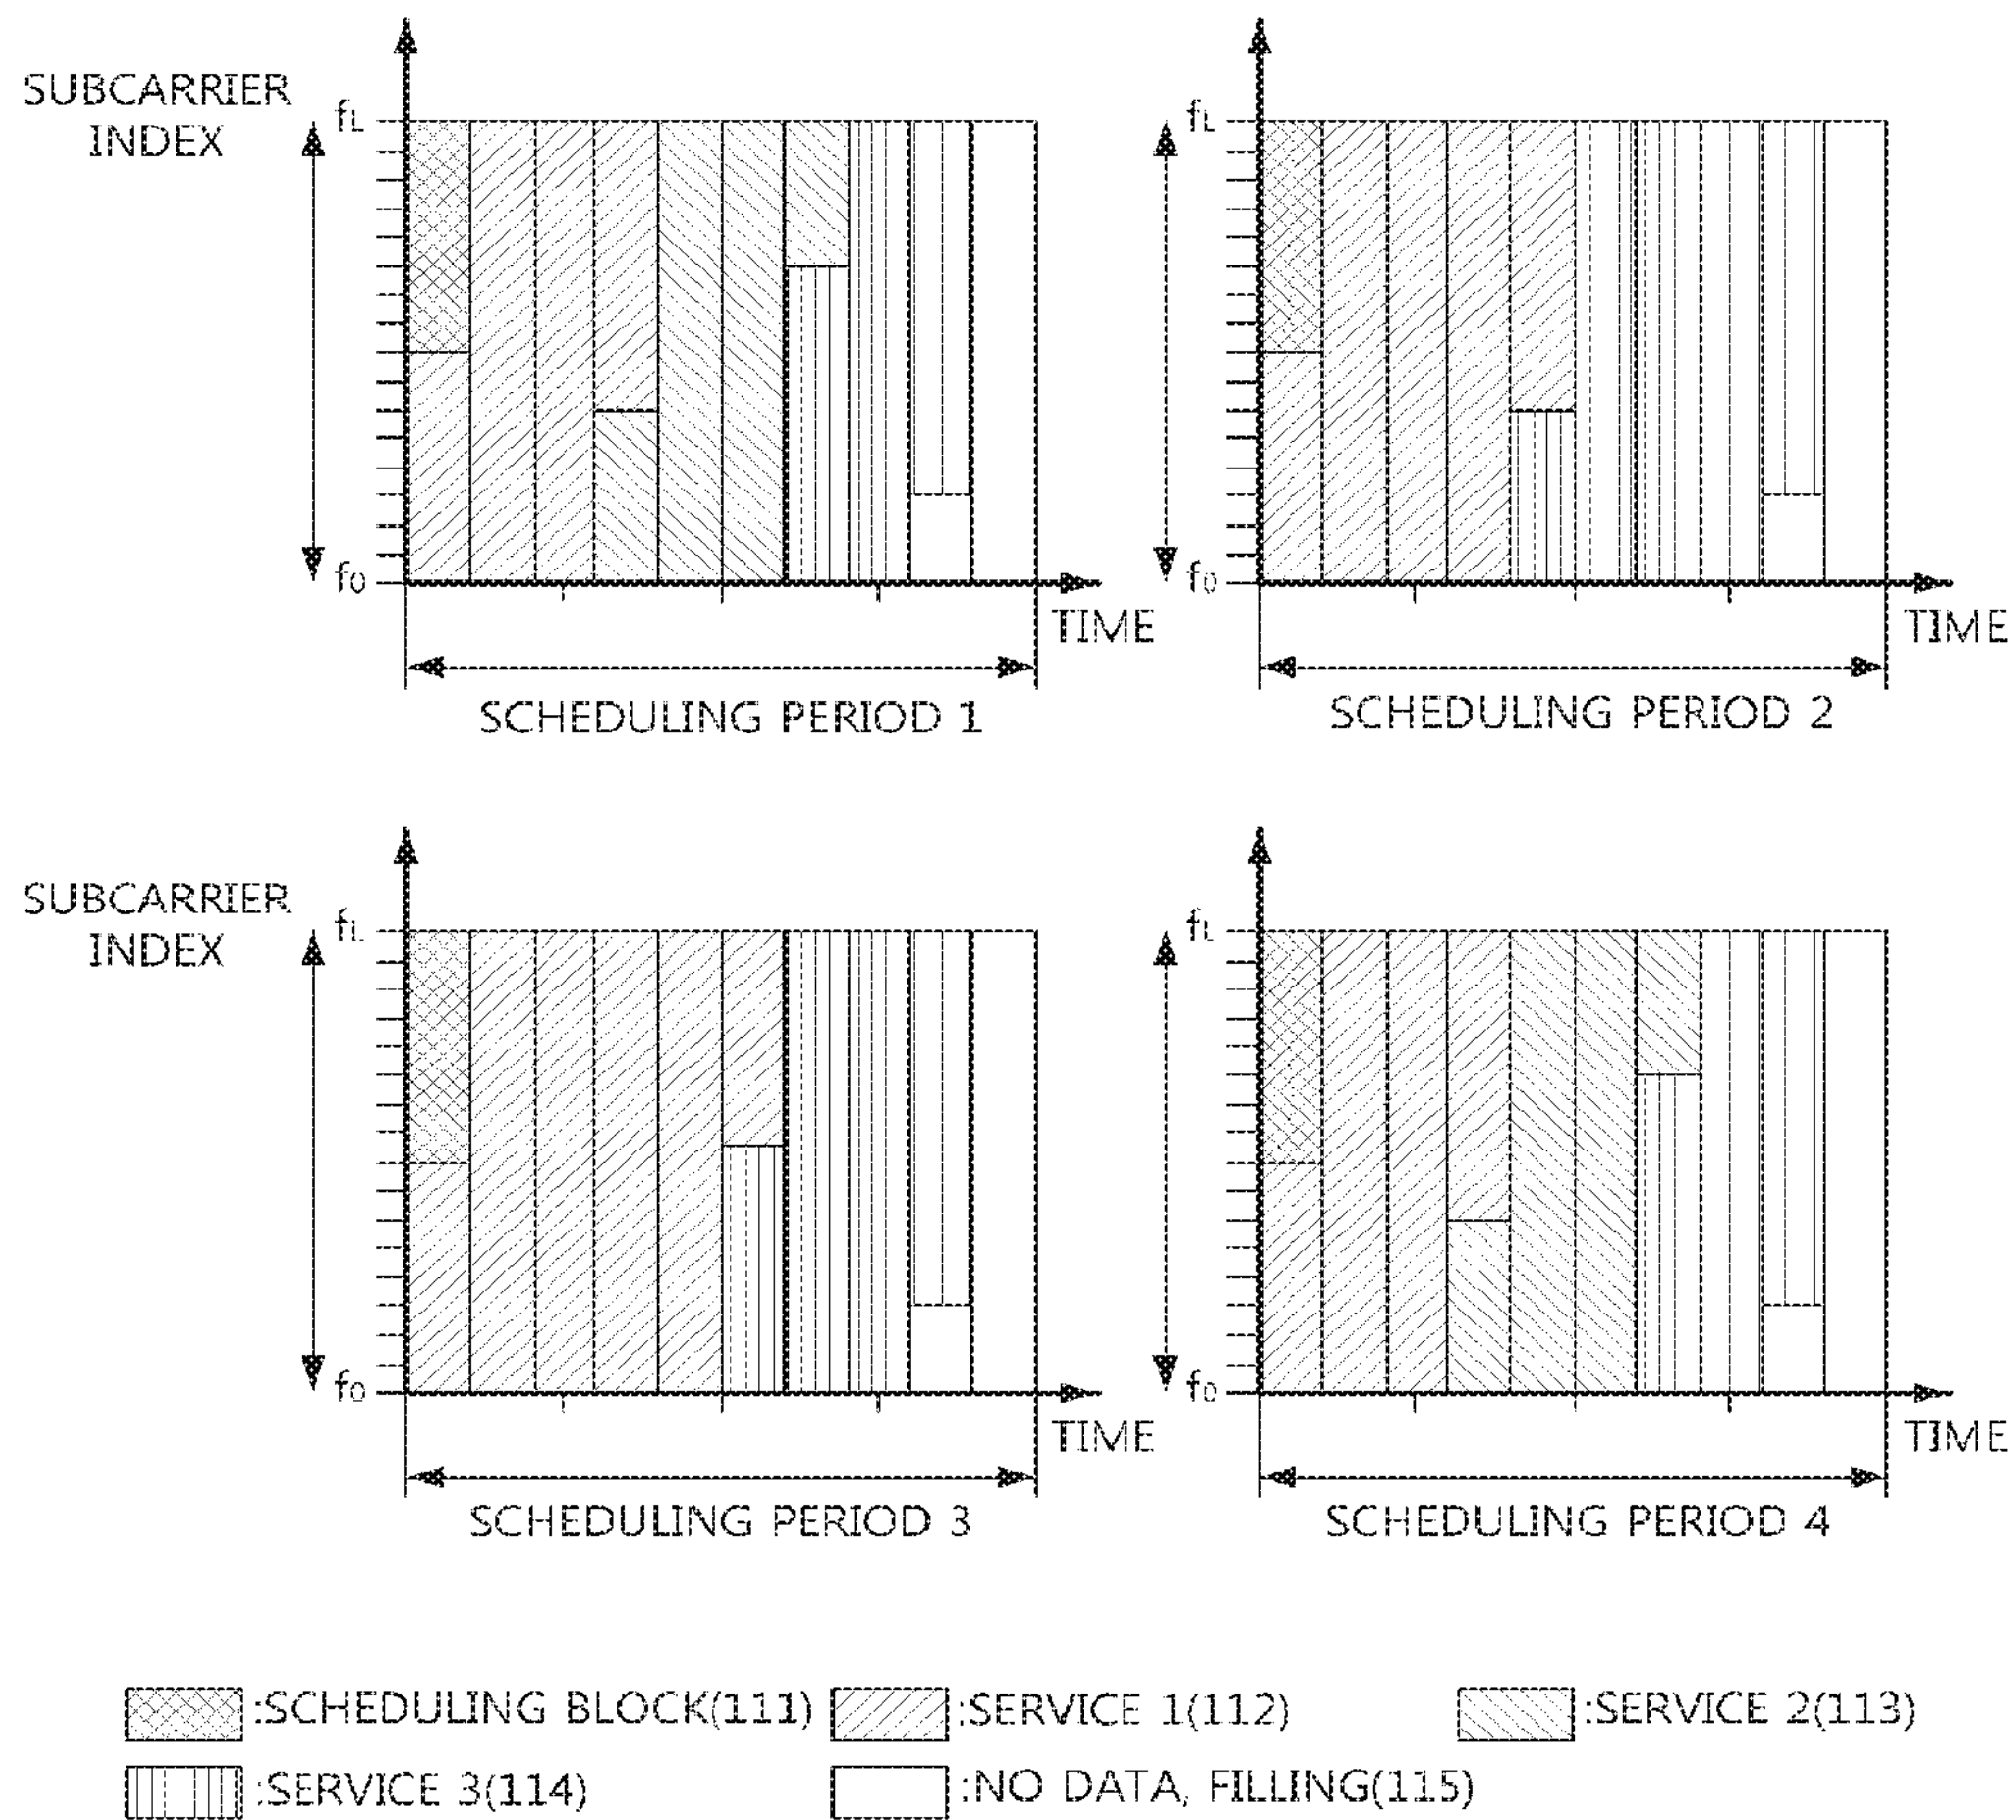 SUBCARRIER
INDEX
fL
f0
TIME
SCHEDULING PERIOD 1
fL
f0
TIME
SCHEDULING PERIOD 2
SUBCARRIER
INDEX
fL
f0
TIME
SCHEDULING PERIOD 3
fL
f0
TIME
SCHEDULING PERIOD 4
:SCHEDULING BLOCK(111) :SERVICE 1(112) :SERVICE 2(113)
:SERVICE 3(114) :NO DATA, FILLING(115)